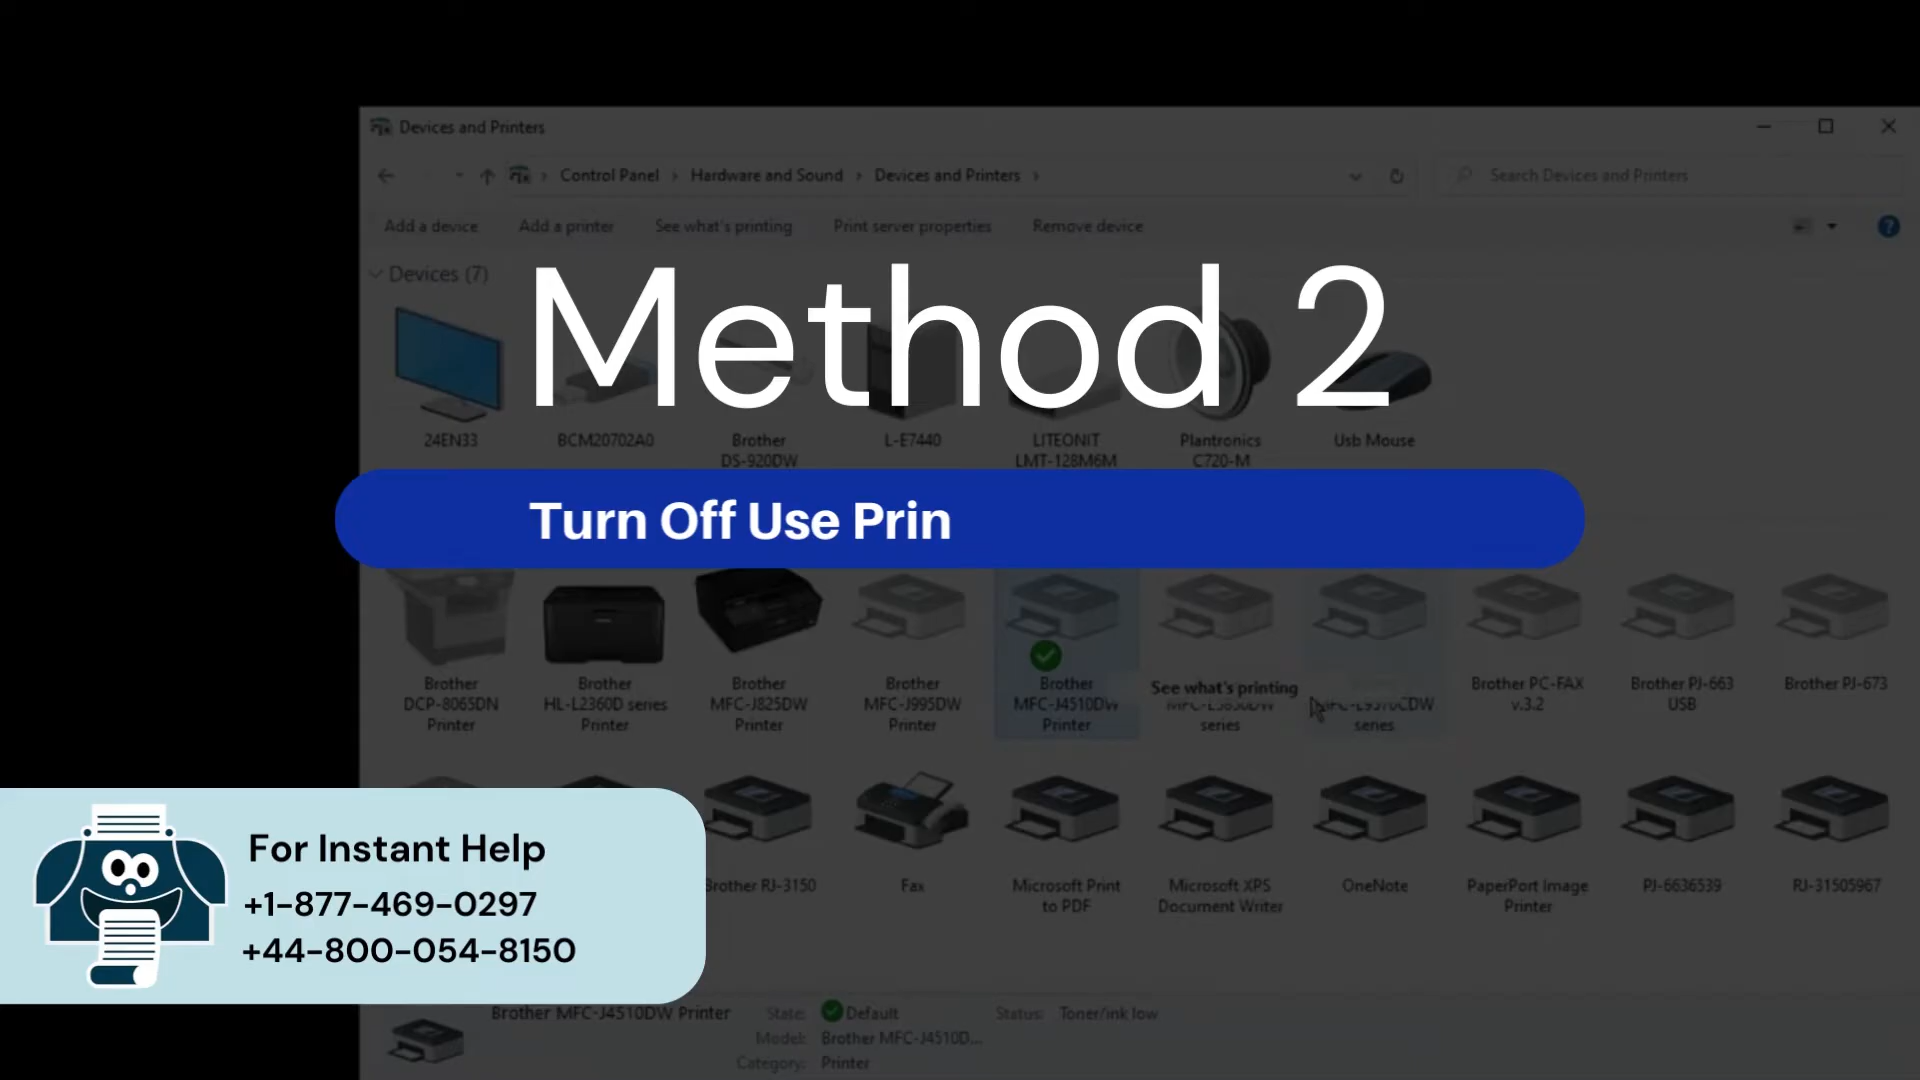 Devices and Printers
Control Panel > Hardware and Sound > Devices and Printers >
Search Devices and Printers
Add a device
Add a printer
See what's printing
Print server properties
Remove device
?
Devices (7)
Method 2
24EN33
BCM20702A0
Brother
DS-920DW
L-E7440
LITEONIT
LMT-128M6M
Plantronics
C720-M
Usb Mouse
Turn Off Use Prin
Brother
DCP-8065DN
Printer
Brother
HL-L2360D series
Printer
Brother
MFC-J825DW
Printer
Brother
MFC-J995DW
Printer
Brother
MFC-J4510DW
Printer
See what's printing
series
series
Brother PC-FAX
v.3.2
Brother PJ-663
USB
Brother PJ-673
Brother RJ-3150
Fax
Microsoft Print
to PDF
Microsoft XPS
Document Writer
OneNote
PaperPort Image
Printer
PJ-6636539
RJ-31505967
For Instant Help
+1-877-469-0297
+44-800-054-8150
Brother MFC-J4510DW Printer
State: Default
Status: Toner/ink low
Model: Brother MFC-J4510D...
Category: Printer